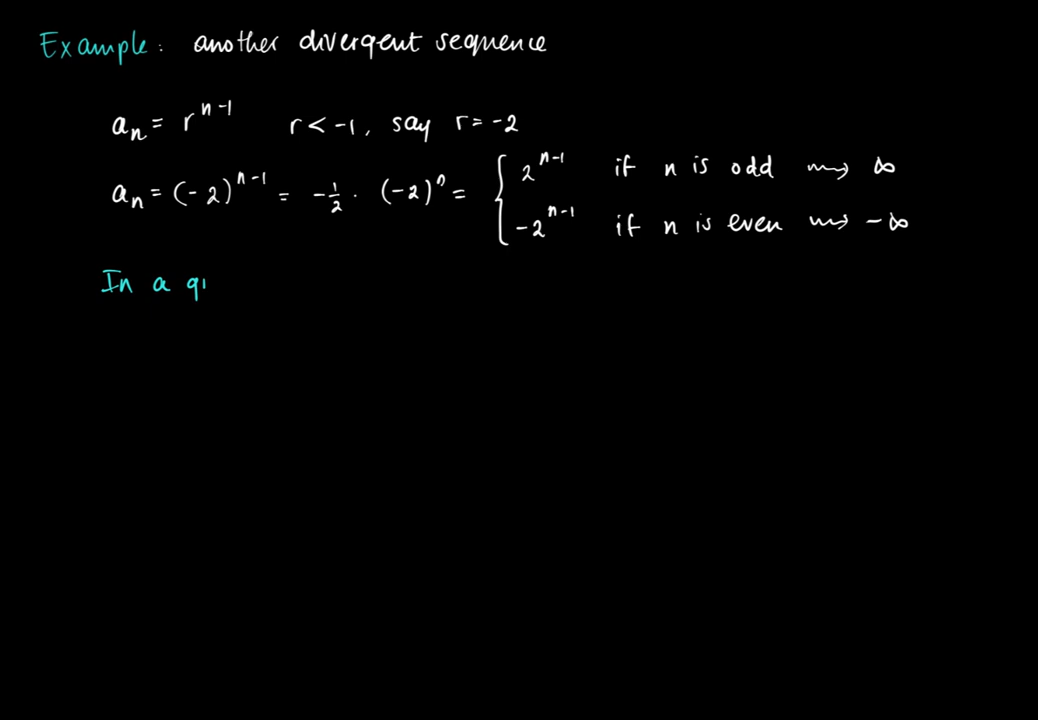 Example: another divergent sequence
aₙ = rⁿ⁻¹ r < -1, say r = -2
aₙ = (-2)ⁿ⁻¹ = -1/2 · (-2)ⁿ = { 2ⁿ⁻¹ if n is odd ⇝ ∞
-2ⁿ⁻¹ if n is even ⇝ -∞
In a